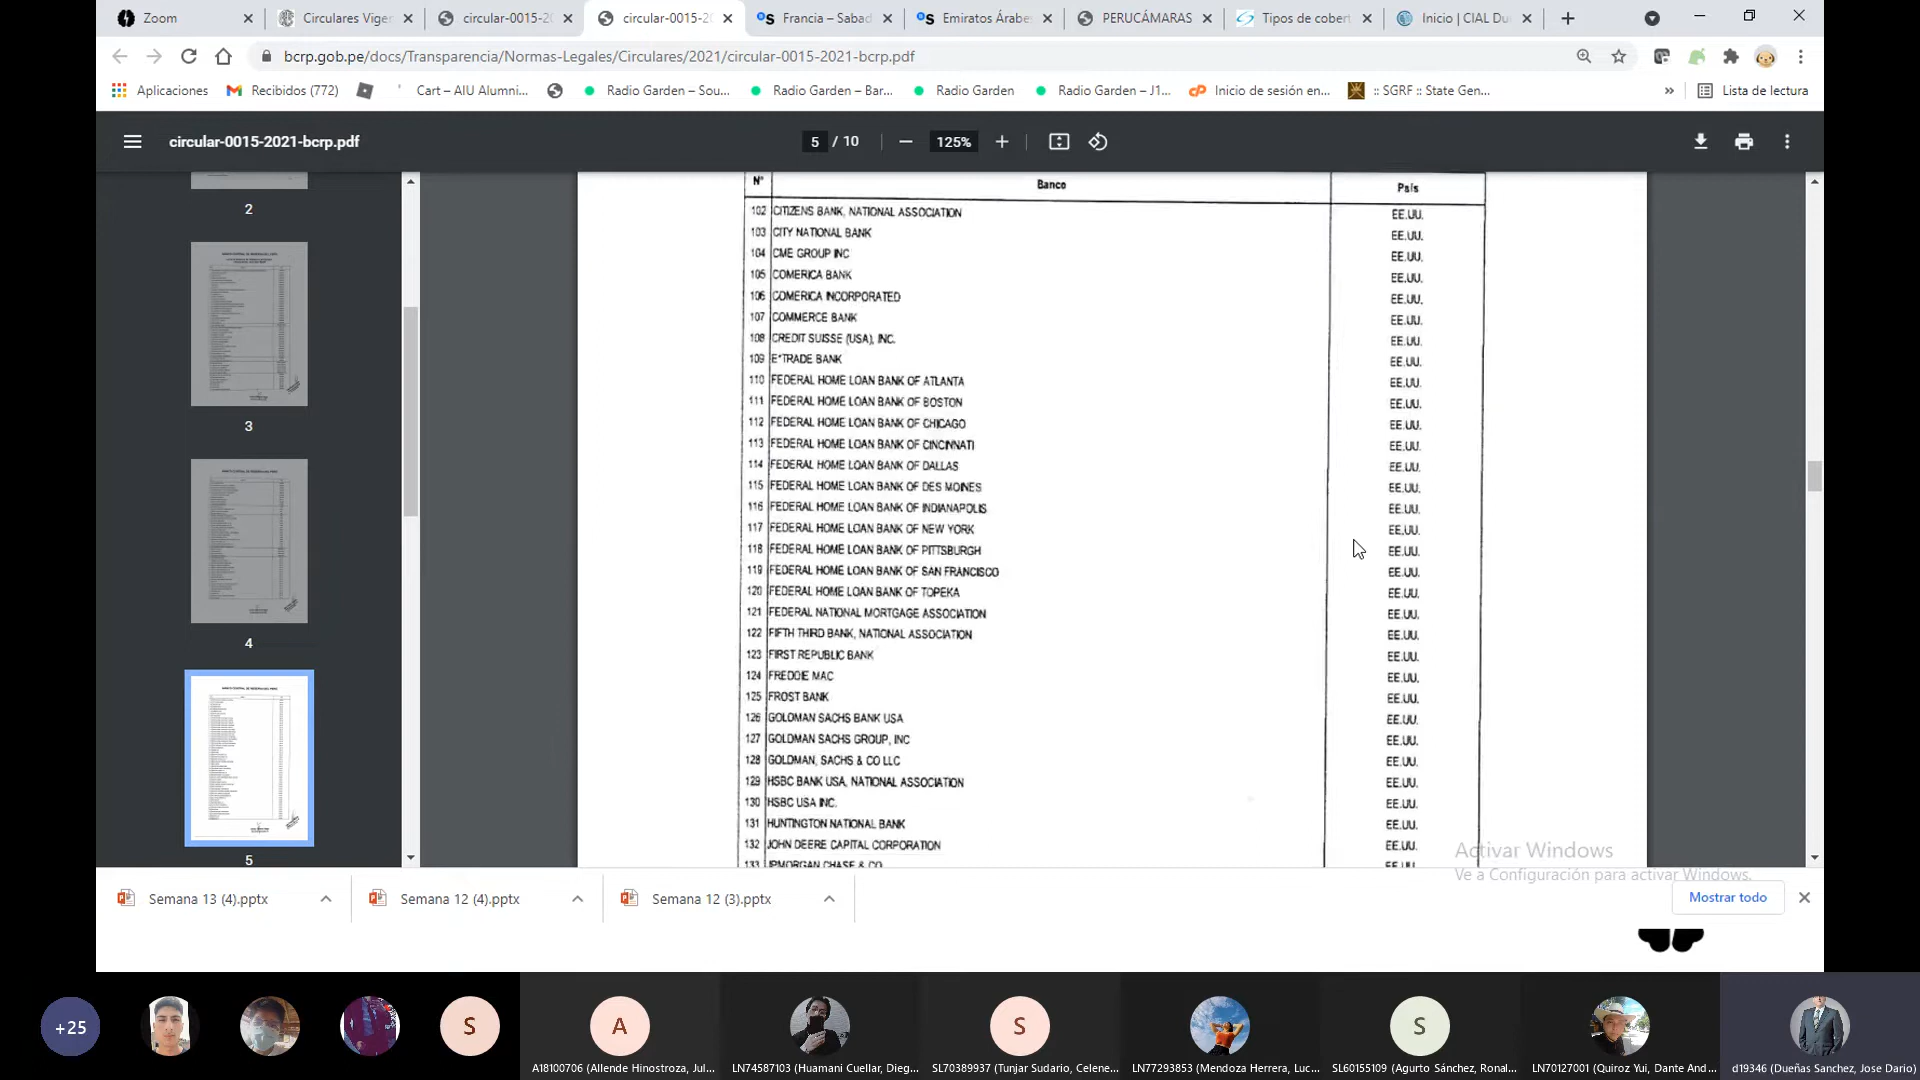 Zoom
Circulares Viger
circular-0015-20
circular-0015-20
Francia – Sabad
Emiratos Árabe
PERUCÁMARAS
Tipos de cobert
Inicio | CIAL Du
bcrp.gob.pe/docs/Transparencia/Normas-Legales/Circulares/2021/circular-0015-2021-bcrp.pdf
Aplicaciones
Recibidos (772)
Cart – AIU Alumni...
Radio Garden – Sou...
Radio Garden – Bar...
Radio Garden
Radio Garden – J1...
Inicio de sesión en...
:: SGRF :: State Gen...
»
Lista de lectura
circular-0015-2021-bcrp.pdf
5 / 10
125%
2
3
4
5
N° Banco País
102 CITIZENS BANK, NATIONAL ASSOCIATION EE.UU.
103 CITY NATIONAL BANK EE.UU.
104 CME GROUP INC EE.UU.
105 COMERICA BANK EE.UU.
106 COMERICA INCORPORATED EE.UU.
107 COMMERCE BANK EE.UU.
108 CREDIT SUISSE (USA), INC. EE.UU.
109 E*TRADE BANK EE.UU.
110 FEDERAL HOME LOAN BANK OF ATLANTA EE.UU.
111 FEDERAL HOME LOAN BANK OF BOSTON EE.UU.
112 FEDERAL HOME LOAN BANK OF CHICAGO EE.UU.
113 FEDERAL HOME LOAN BANK OF CINCINNATI EE.UU.
114 FEDERAL HOME LOAN BANK OF DALLAS EE.UU.
115 FEDERAL HOME LOAN BANK OF DES MOINES EE.UU.
116 FEDERAL HOME LOAN BANK OF INDIANAPOLIS EE.UU.
117 FEDERAL HOME LOAN BANK OF NEW YORK EE.UU.
118 FEDERAL HOME LOAN BANK OF PITTSBURGH EE.UU.
119 FEDERAL HOME LOAN BANK OF SAN FRANCISCO EE.UU.
120 FEDERAL HOME LOAN BANK OF TOPEKA EE.UU.
121 FEDERAL NATIONAL MORTGAGE ASSOCIATION EE.UU.
122 FIFTH THIRD BANK, NATIONAL ASSOCIATION EE.UU.
123 FIRST REPUBLIC BANK EE.UU.
124 FREDDIE MAC EE.UU.
125 FROST BANK EE.UU.
126 GOLDMAN SACHS BANK USA EE.UU.
127 GOLDMAN SACHS GROUP, INC EE.UU.
128 GOLDMAN, SACHS & CO LLC EE.UU.
129 HSBC BANK USA, NATIONAL ASSOCIATION EE.UU.
130 HSBC USA INC. EE.UU.
131 HUNTINGTON NATIONAL BANK EE.UU.
132 JOHN DEERE CAPITAL CORPORATION EE.UU.
133 JPMORGAN CHASE & CO EE.UU.
Activar Windows
Ve a Configuración para activar Windows.
Semana 13 (4).pptx
Semana 12 (4).pptx
Semana 12 (3).pptx
Mostrar todo
+25
S
A
S
S
A18100706 (Allende Hinostroza, Jul...
LN74587103 (Huamani Cuellar, Dieg...
SL70389937 (Tunjar Sudario, Celene...
LN77293853 (Mendoza Herrera, Luc...
SL60155109 (Agurto Sánchez, Ronal...
LN70127001 (Quiroz Yui, Dante And...
d19346 (Dueñas Sanchez, Jose Dario)